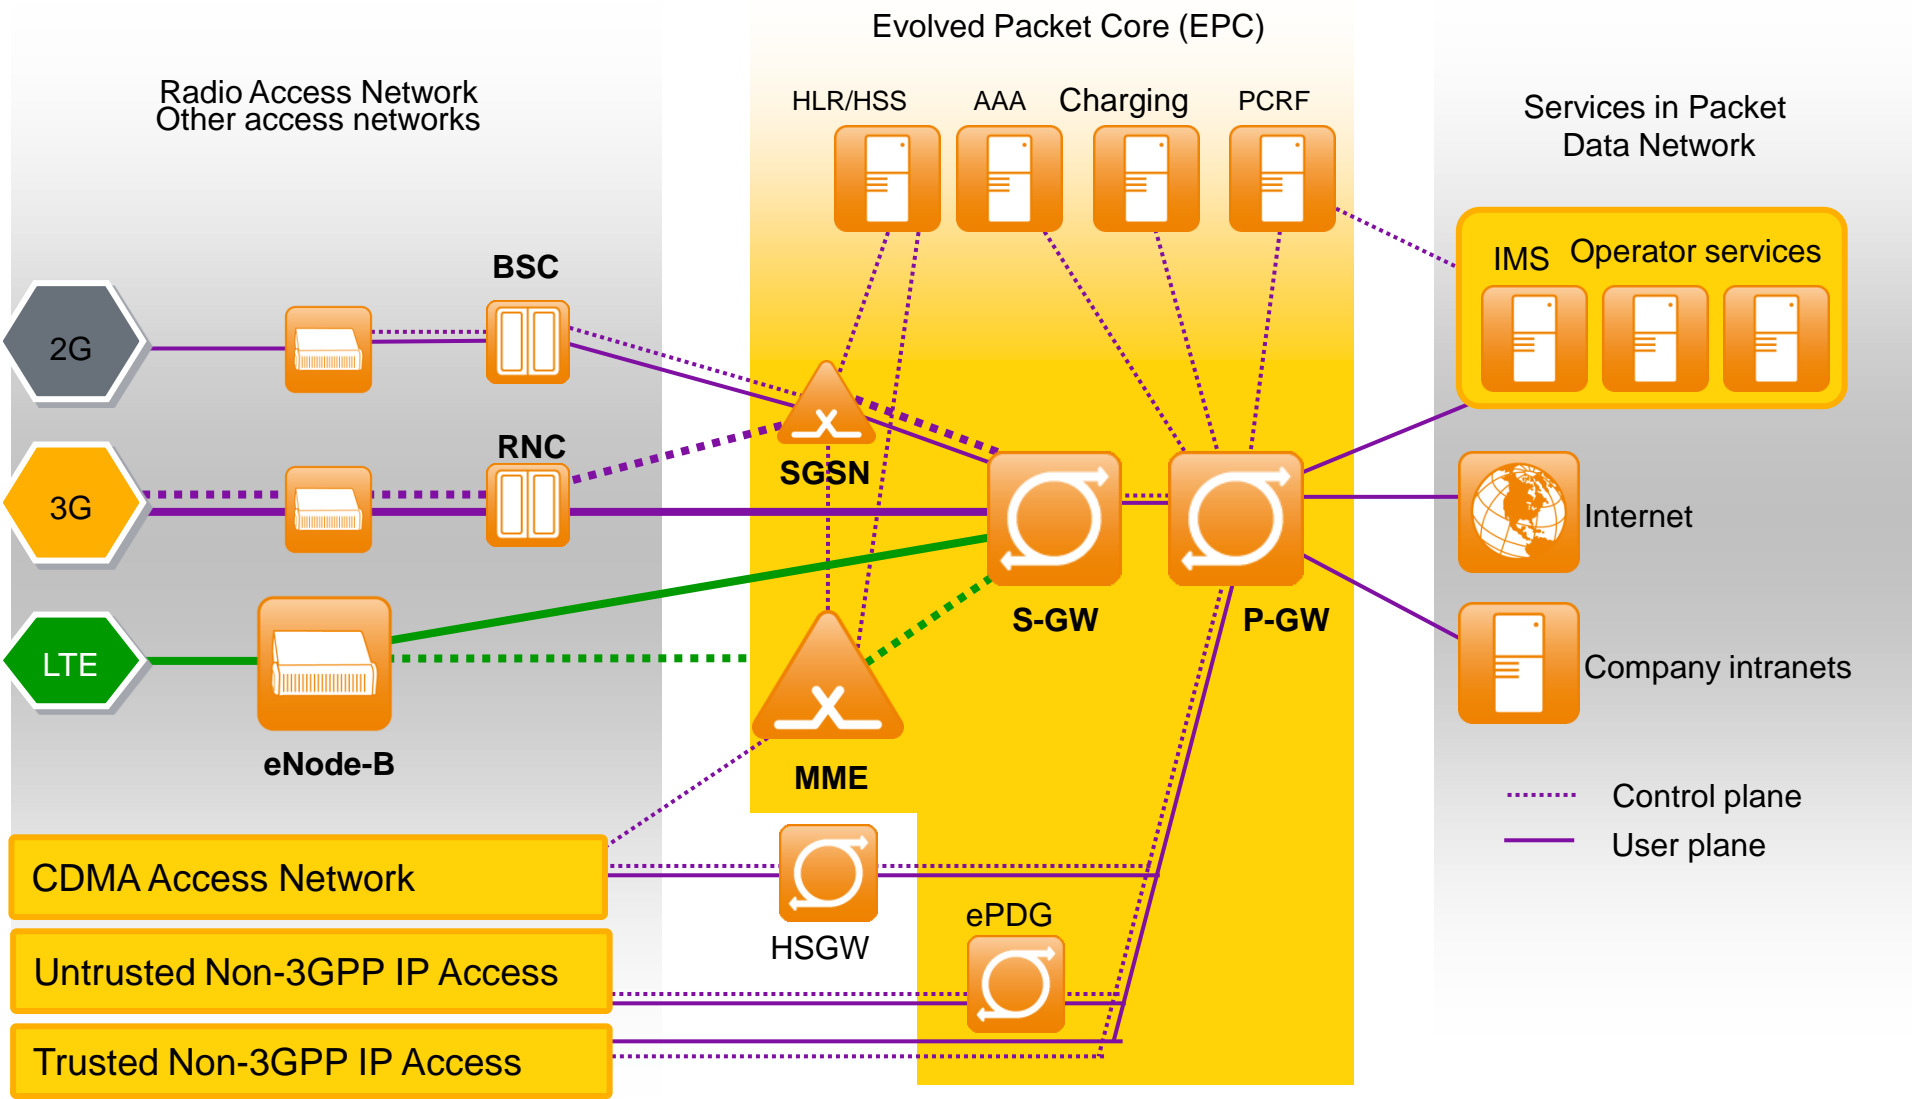 Evolved Packet Core (EPC)
Radio Access Network
Other access networks
HLR/HSS
AAA
Charging
PCRF
Services in Packet
Data Network
BSC
IMS
Operator services
2G
RNC
SGSN
3G
Internet
S-GW
P-GW
LTE
Company intranets
eNode-B
MME
Control plane
User plane
CDMA Access Network
ePDG
HSGW
Untrusted Non-3GPP IP Access
Trusted Non-3GPP IP Access